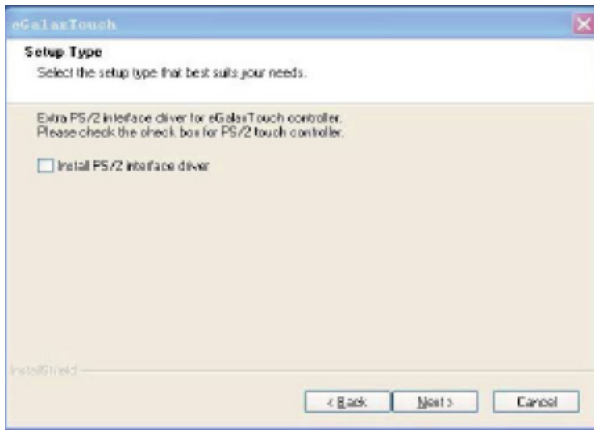 eGalaxTouch
Setup Type
Select the setup type that best suits your needs.
Extra PS/2 interface driver for eGalaxTouch controller.
Please check the check box for PS/2 touch controller.
Install PS/2 interface driver
InstallShield
< Back
Next >
Cancel